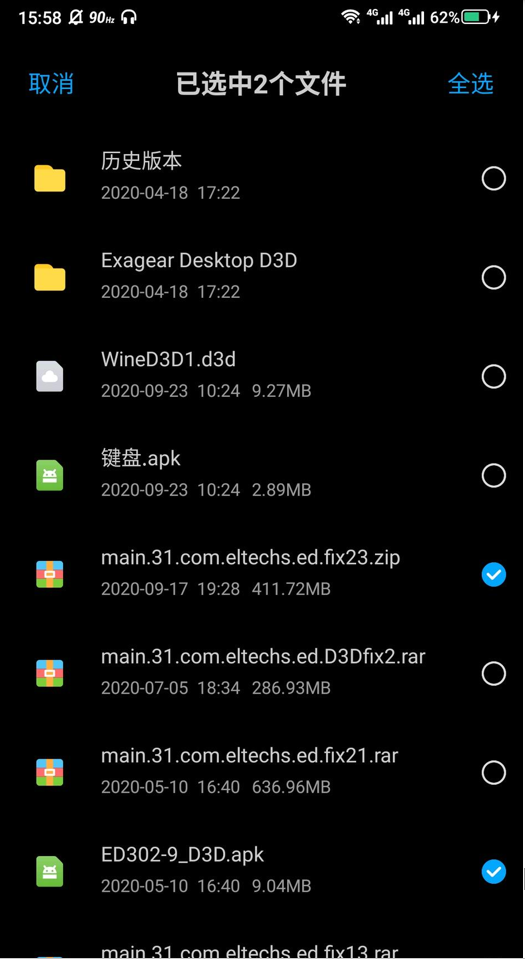 15:58 90Hz 4G 4G 62%
取消 已选中2个文件 全选
历史版本
2020-04-18 17:22
Exagear Desktop D3D
2020-04-18 17:22
WineD3D1.d3d
2020-09-23 10:24 9.27MB
键盘.apk
2020-09-23 10:24 2.89MB
main.31.com.eltechs.ed.fix23.zip
2020-09-17 19:28 411.72MB
main.31.com.eltechs.ed.D3Dfix2.rar
2020-07-05 18:34 286.93MB
main.31.com.eltechs.ed.fix21.rar
2020-05-10 16:40 636.96MB
ED302-9_D3D.apk
2020-05-10 16:40 9.04MB
main.31.com.eltechs.ed.fix13.rar